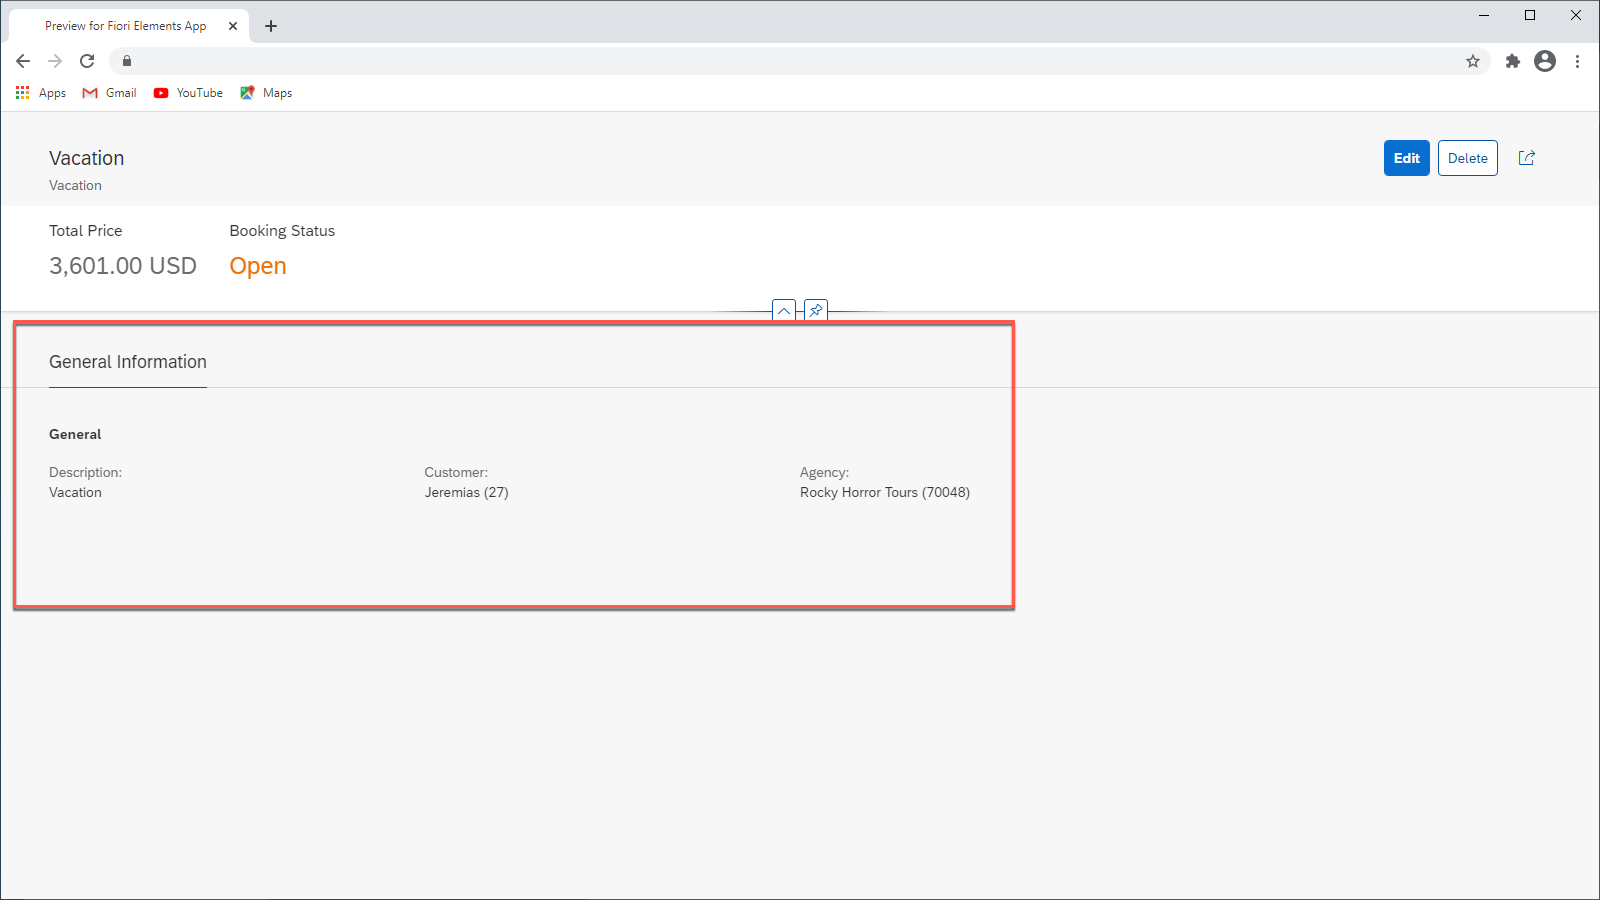 Preview for Fiori Elements App
Apps Gmail YouTube Maps
Vacation
Edit Delete
Vacation
Total Price Booking Status
3,601.00 USD Open
General Information
General
Description: Customer: Agency:
Vacation Jeremias (27) Rocky Horror Tours (70048)